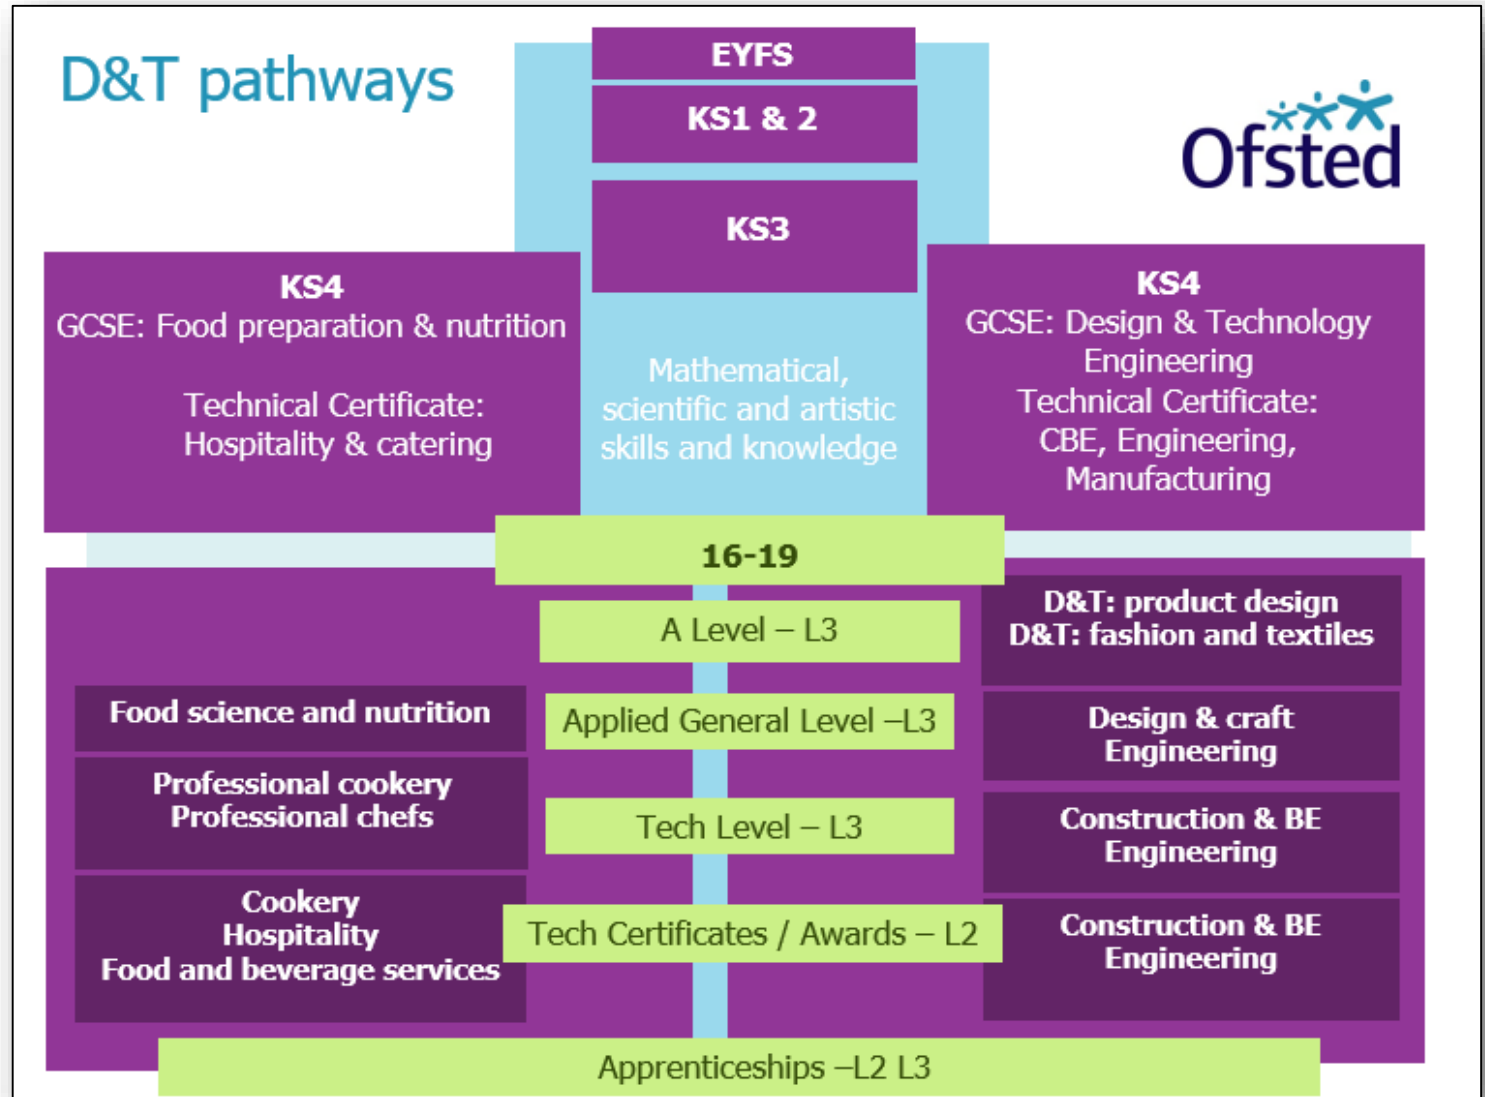 D&T pathways
EYFS
KS1 & 2
Ofsted
KS3
KS4
GCSE: Food preparation & nutrition
Technical Certificate:
Hospitality & catering
Mathematical,
scientific and artistic
skills and knowledge
KS4
GCSE: Design & Technology
Engineering
Technical Certificate:
CBE, Engineering,
Manufacturing
16-19
A Level – L3
D&T: product design
D&T: fashion and textiles
Food science and nutrition
Applied General Level –L3
Design & craft
Engineering
Professional cookery
Professional chefs
Tech Level – L3
Construction & BE
Engineering
Cookery
Hospitality
Food and beverage services
Tech Certificates / Awards – L2
Construction & BE
Engineering
Apprenticeships –L2 L3